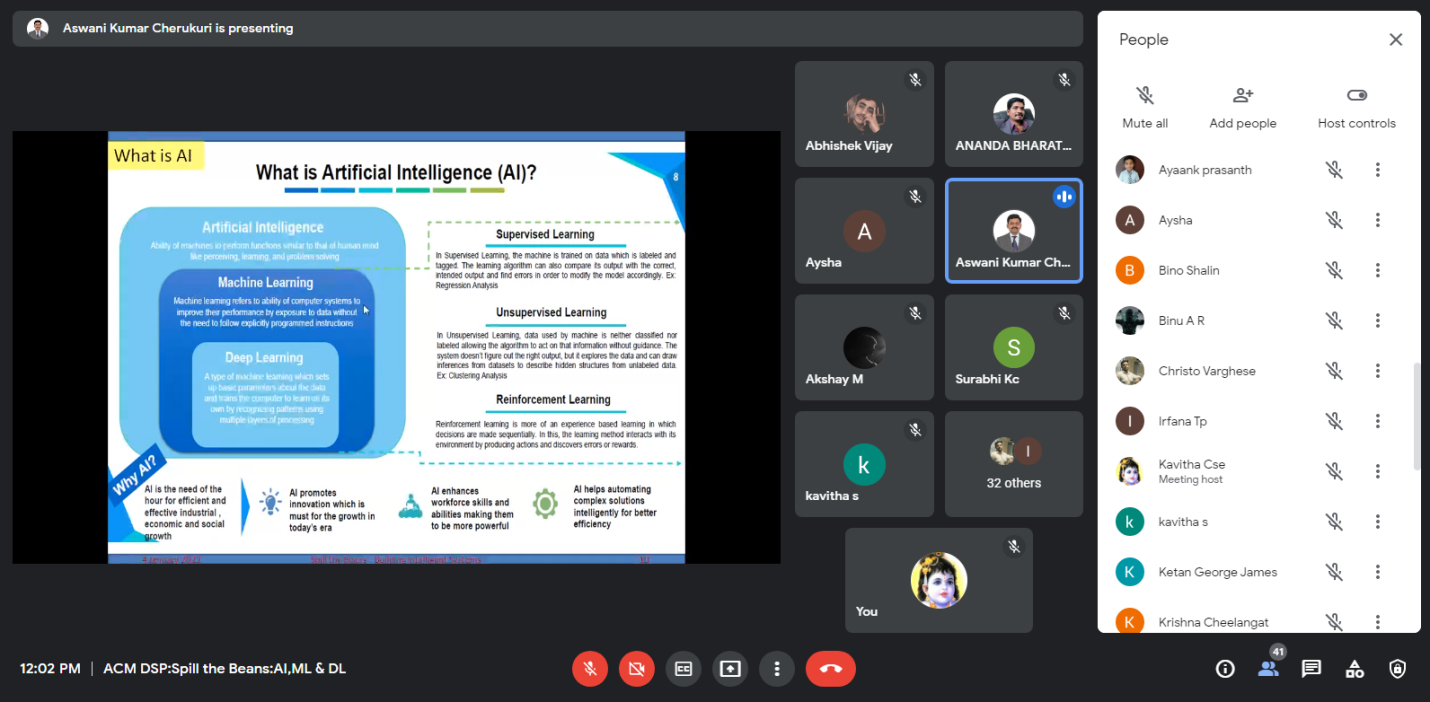 Aswani Kumar Cherukuri is presenting
What is AI
What is Artificial Intelligence (AI)?
8
Artificial Intelligence
Ability of machines to perform functions similar to that of human mind
like perceiving, learning, and problem solving
Machine Learning
Machine learning refers to ability of computer systems to
improve their performance by exposure to data without
the need to follow explicitly programmed instructions
Deep Learning
A type of machine learning which sets
up basic parameters about the data
and trains the computer to learn on its
own by recognizing patterns using
multiple layers of processing
Supervised Learning
In Supervised Learning, the machine is trained on data which is labeled and
tagged. The learning algorithm can also compare its output with the correct,
intended output and find errors in order to modify the model accordingly. Ex:
Regression Analysis
Unsupervised Learning
In Unsupervised Learning, data used by machine is neither classified nor
labeled allowing the algorithm to act on that information without guidance. The
system doesn't figure out the right output, but it explores the data and can draw
inferences from datasets to describe hidden structures from unlabeled data.
Ex: Clustering Analysis
Reinforcement Learning
Reinforcement learning is more of an experience based learning in which
decisions are made sequentially. In this, the learning method interacts with its
environment by producing actions and discovers errors or rewards.
Why AI?
AI is the need of the
hour for efficient and
effective industrial ,
economic and social
growth
AI promotes
innovation which is
must for the growth in
today's era
AI enhances
workforce skills and
abilities making them
to be more powerful
AI helps automating
complex solutions
intelligently for better
efficiency
Abhishek Vijay
ANANDA BHARAT...
A
Aysha
Aswani Kumar Ch...
Akshay M
S
Surabhi Kc
k
kavitha s
I
32 others
You
People
Mute all
Add people
Host controls
Ayaank prasanth
A
Aysha
B
Bino Shalin
Binu A R
Christo Varghese
I
Irfana Tp
Kavitha Cse
Meeting host
k
kavitha s
K
Ketan George James
K
Krishna Cheelangat
12:02 PM | ACM DSP:Spill the Beans:AI,ML & DL
CC
41